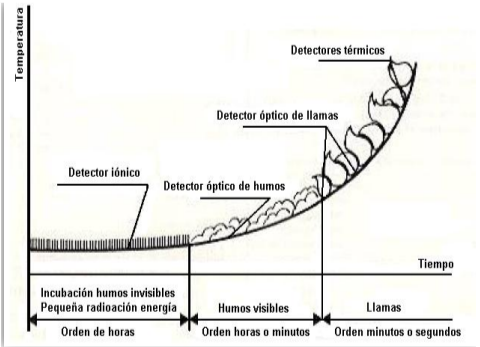 Temperatura
Detectores térmicos
Detector óptico de llamas
Detector iónico
Detector óptico de humos
Tiempo
Incubación humos invisibles
Pequeña radioación energía
Humos visibles
Llamas
Orden de horas
Orden horas o minutos
Orden minutos o segundos